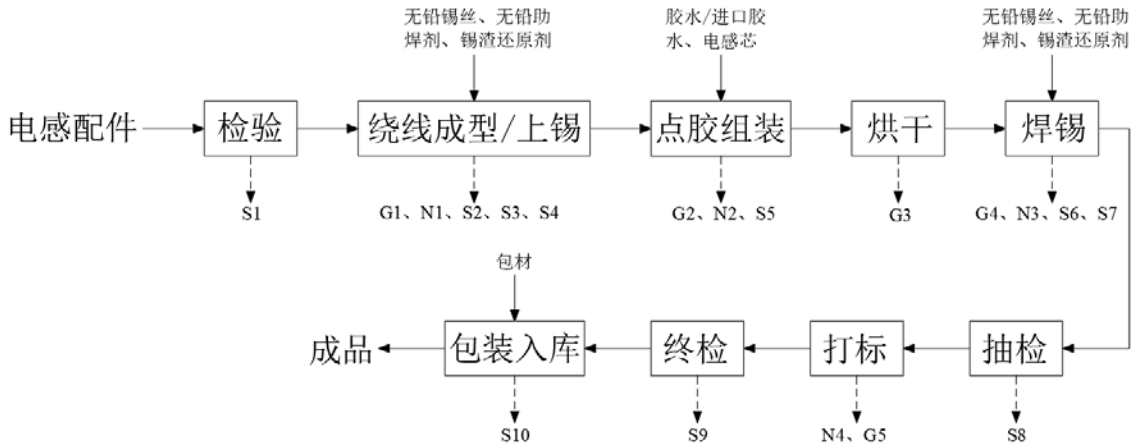 无铅锡丝、无铅助
焊剂、锡渣还原剂
胶水/进口胶
水、电感芯
无铅锡丝、无铅助
焊剂、锡渣还原剂
电感配件
检验
绕线成型/上锡
点胶组装
烘干
焊锡
S1
G1、N1、S2、S3、S4
G2、N2、S5
G3
G4、N3、S6、S7
包材
成品
包装入库
终检
打标
抽检
S10
S9
N4、G5
S8